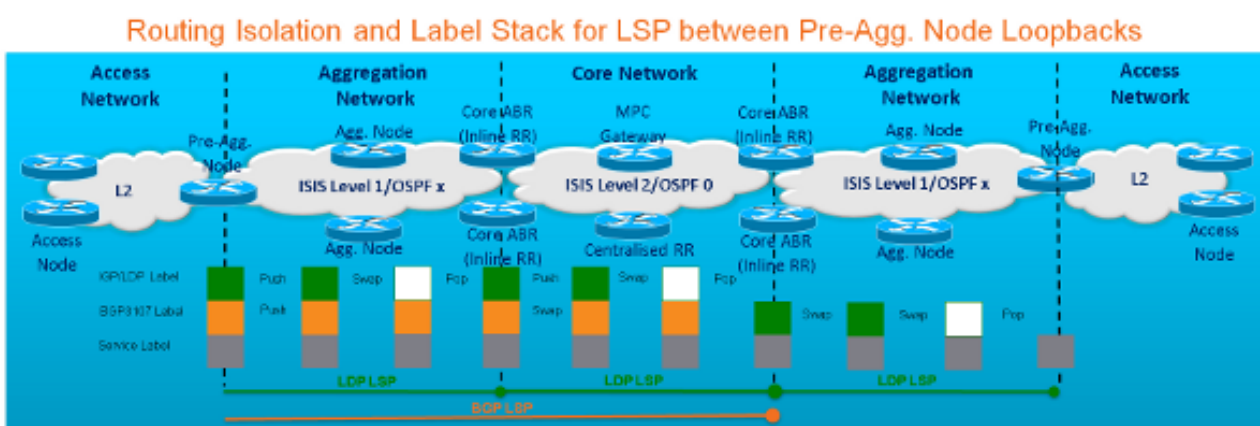 Routing Isolation and Label Stack for LSP between Pre-Agg. Node Loopbacks
Access
Network
Aggregation
Network
Core Network
Aggregation
Network
Access
Network
Pre-Agg.
Node
Agg. Node
Core ABR
(Inline RR)
MPC
Gateway
Core ABR
(Inline RR)
Agg. Node
Pre-Agg.
Node
L2
ISIS Level 1/OSPF x
ISIS Level 2/OSPF 0
ISIS Level 1/OSPF x
L2
Access
Node
Agg. Node
Core ABR
(Inline RR)
Centralised RR
Core ABR
(Inline RR)
Agg. Node
Access
Node
IGP/LDP Label
Push
Swap
Pop
Push
Swap
Pop
BGP3107 Label
Push
Swap
Swap
Swap
Pop
Service Label
LDP LSP
LDP LSP
LDP LSP
BGP LSP